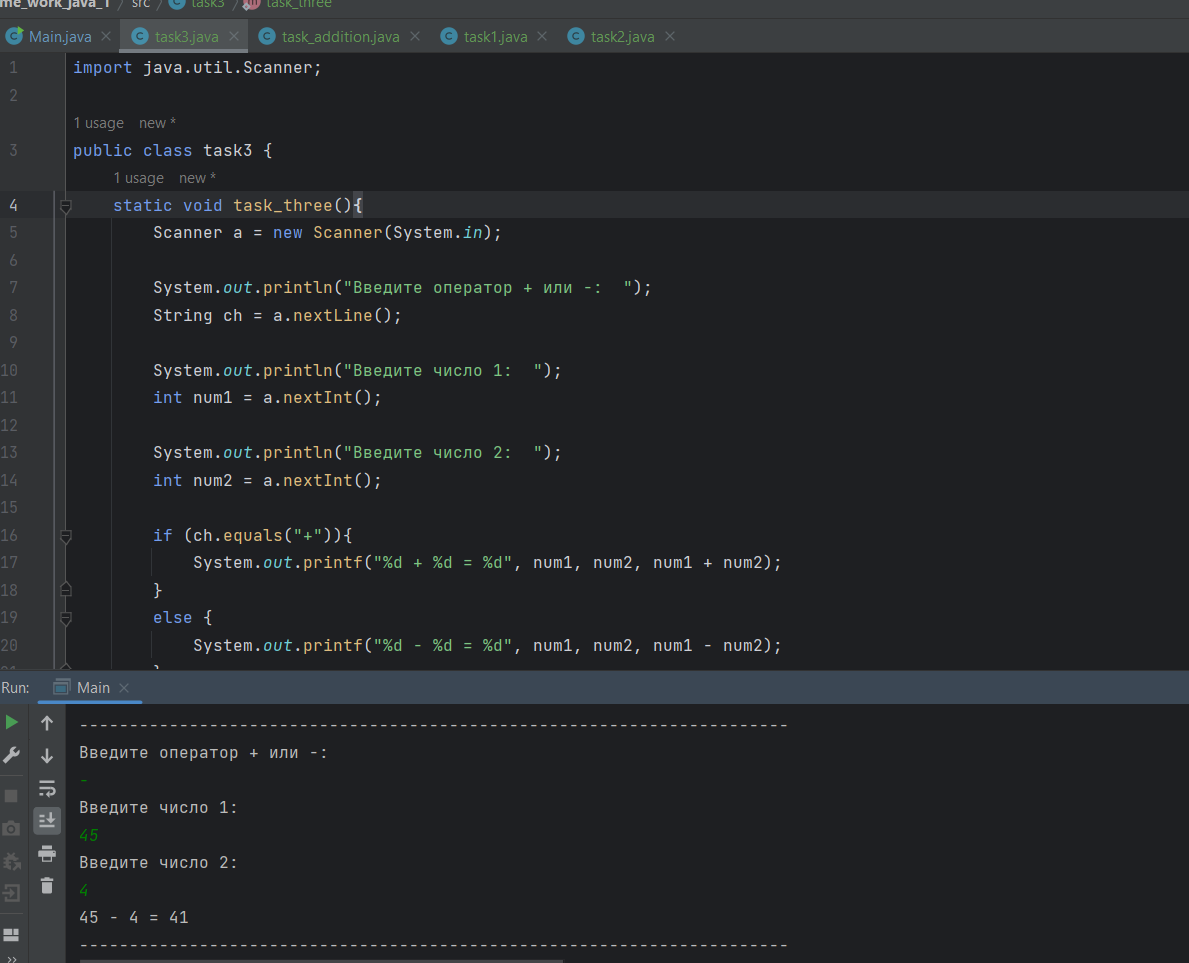 me_work_java_1 src task3 task_three
Main.java task3.java task_addition.java task1.java task2.java
1 import java.util.Scanner;
2
1 usage new *
3 public class task3 {
1 usage new *
4 static void task_three(){
5 Scanner a = new Scanner(System.in);
6
7 System.out.println("Введите оператор + или -:  ");
8 String ch = a.nextLine();
9
10 System.out.println("Введите число 1:  ");
11 int num1 = a.nextInt();
12
13 System.out.println("Введите число 2:  ");
14 int num2 = a.nextInt();
15
16 if (ch.equals("+")){
17 System.out.printf("%d + %d = %d", num1, num2, num1 + num2);
18 }
19 else {
20 System.out.printf("%d - %d = %d", num1, num2, num1 - num2);
Run: Main
-----------------------------------------------------------------------
Введите оператор + или -:
-
Введите число 1:
45
Введите число 2:
4
45 - 4 = 41
-----------------------------------------------------------------------